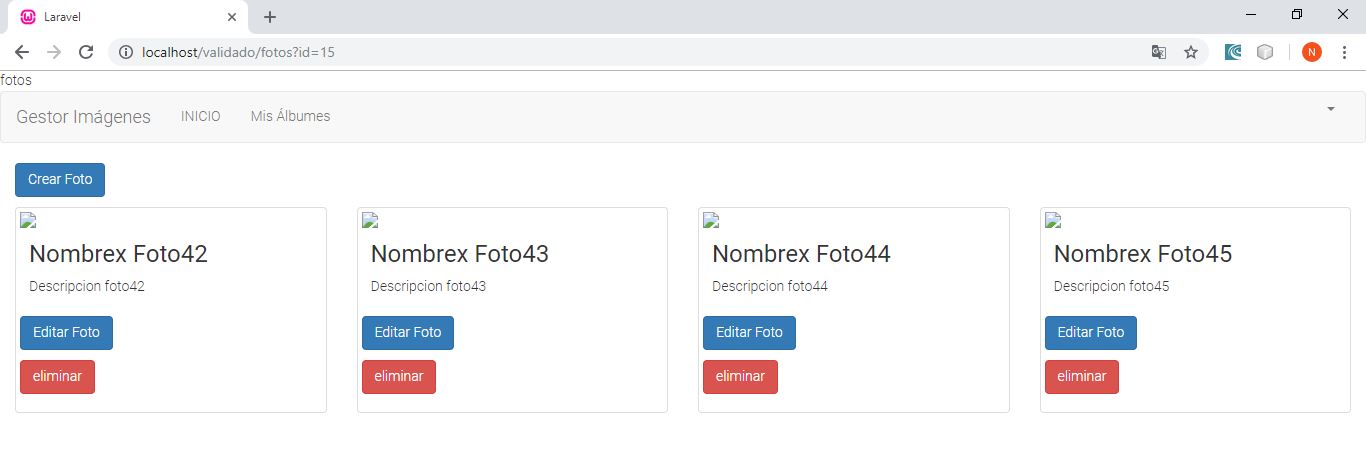 Laravel
localhost/validado/fotos?id=15
N
fotos
Gestor Imágenes INICIO Mis Álbumes
Crear Foto
Nombrex Foto42
Descripcion foto42
Editar Foto
eliminar
Nombrex Foto43
Descripcion foto43
Editar Foto
eliminar
Nombrex Foto44
Descripcion foto44
Editar Foto
eliminar
Nombrex Foto45
Descripcion foto45
Editar Foto
eliminar